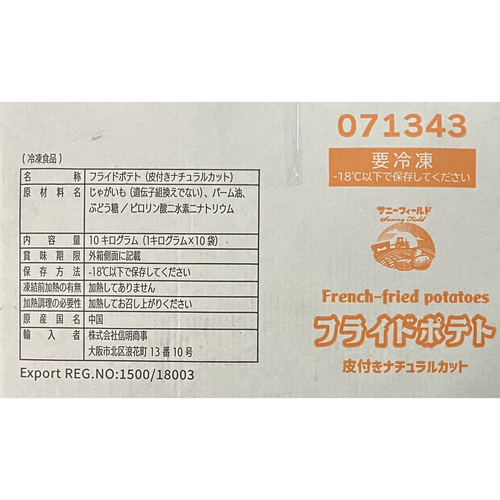 (冷凍食品)
名 称 フライドポテト(皮付きナチュラルカット)
原 材 料 名 じゃがいも(遺伝子組換えでない)、パーム油、
ぶどう糖/ピロリン酸二水素二ナトリウム
内 容 量 10キログラム(1キログラム×10袋)
賞 味 期 限 外箱側面に記載
保 存 方 法 -18℃以下で保存してください
凍結前加熱の有無 加熱してありません
加熱調理の必要性 加熱してお召し上がりください
原 産 国 名 中国
輸 入 者 株式会社信明商事
大阪市北区浪花町13番10号
Export REG.NO:1500/18003
071343
要冷凍
-18℃以下で保存してください
サニーフィールド
Sunny Field
French-fried potatoes
フライドポテト
皮付きナチュラルカット